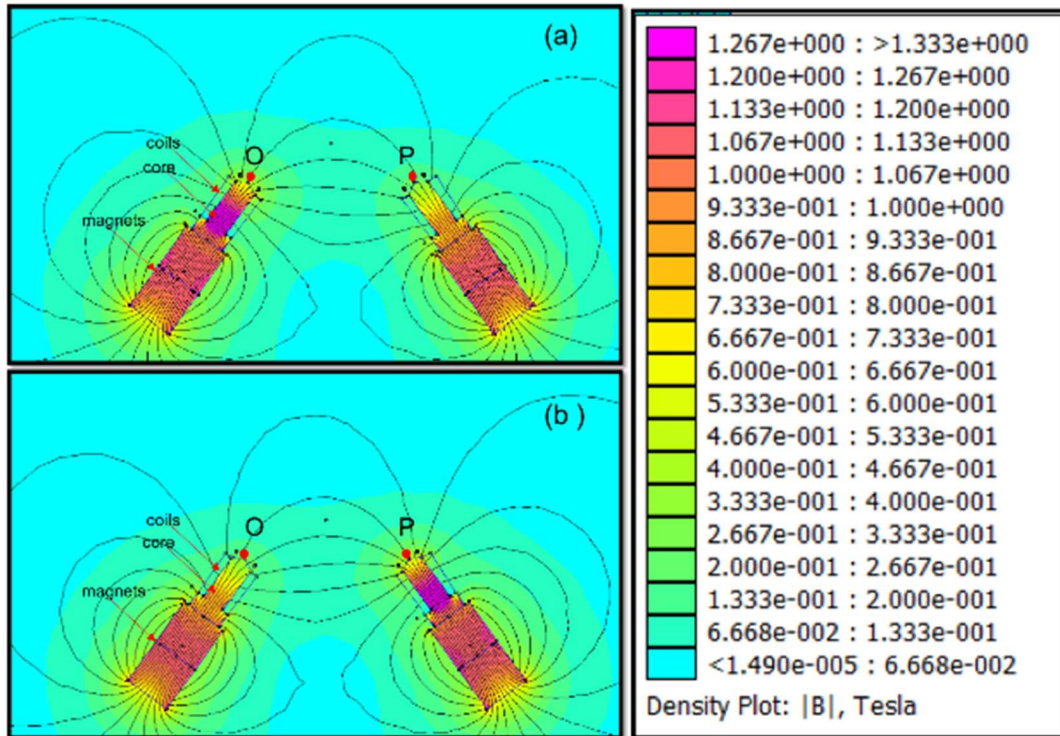 (a)
coils
O
P
core
magnets
(b )
O
P
coils
core
magnets
1.267e+000 : >1.333e+000
1.200e+000 : 1.267e+000
1.133e+000 : 1.200e+000
1.067e+000 : 1.133e+000
1.000e+000 : 1.067e+000
9.333e-001 : 1.000e+000
8.667e-001 : 9.333e-001
8.000e-001 : 8.667e-001
7.333e-001 : 8.000e-001
6.667e-001 : 7.333e-001
6.000e-001 : 6.667e-001
5.333e-001 : 6.000e-001
4.667e-001 : 5.333e-001
4.000e-001 : 4.667e-001
3.333e-001 : 4.000e-001
2.667e-001 : 3.333e-001
2.000e-001 : 2.667e-001
1.333e-001 : 2.000e-001
6.668e-002 : 1.333e-001
<1.490e-005 : 6.668e-002
Density Plot: |B|, Tesla